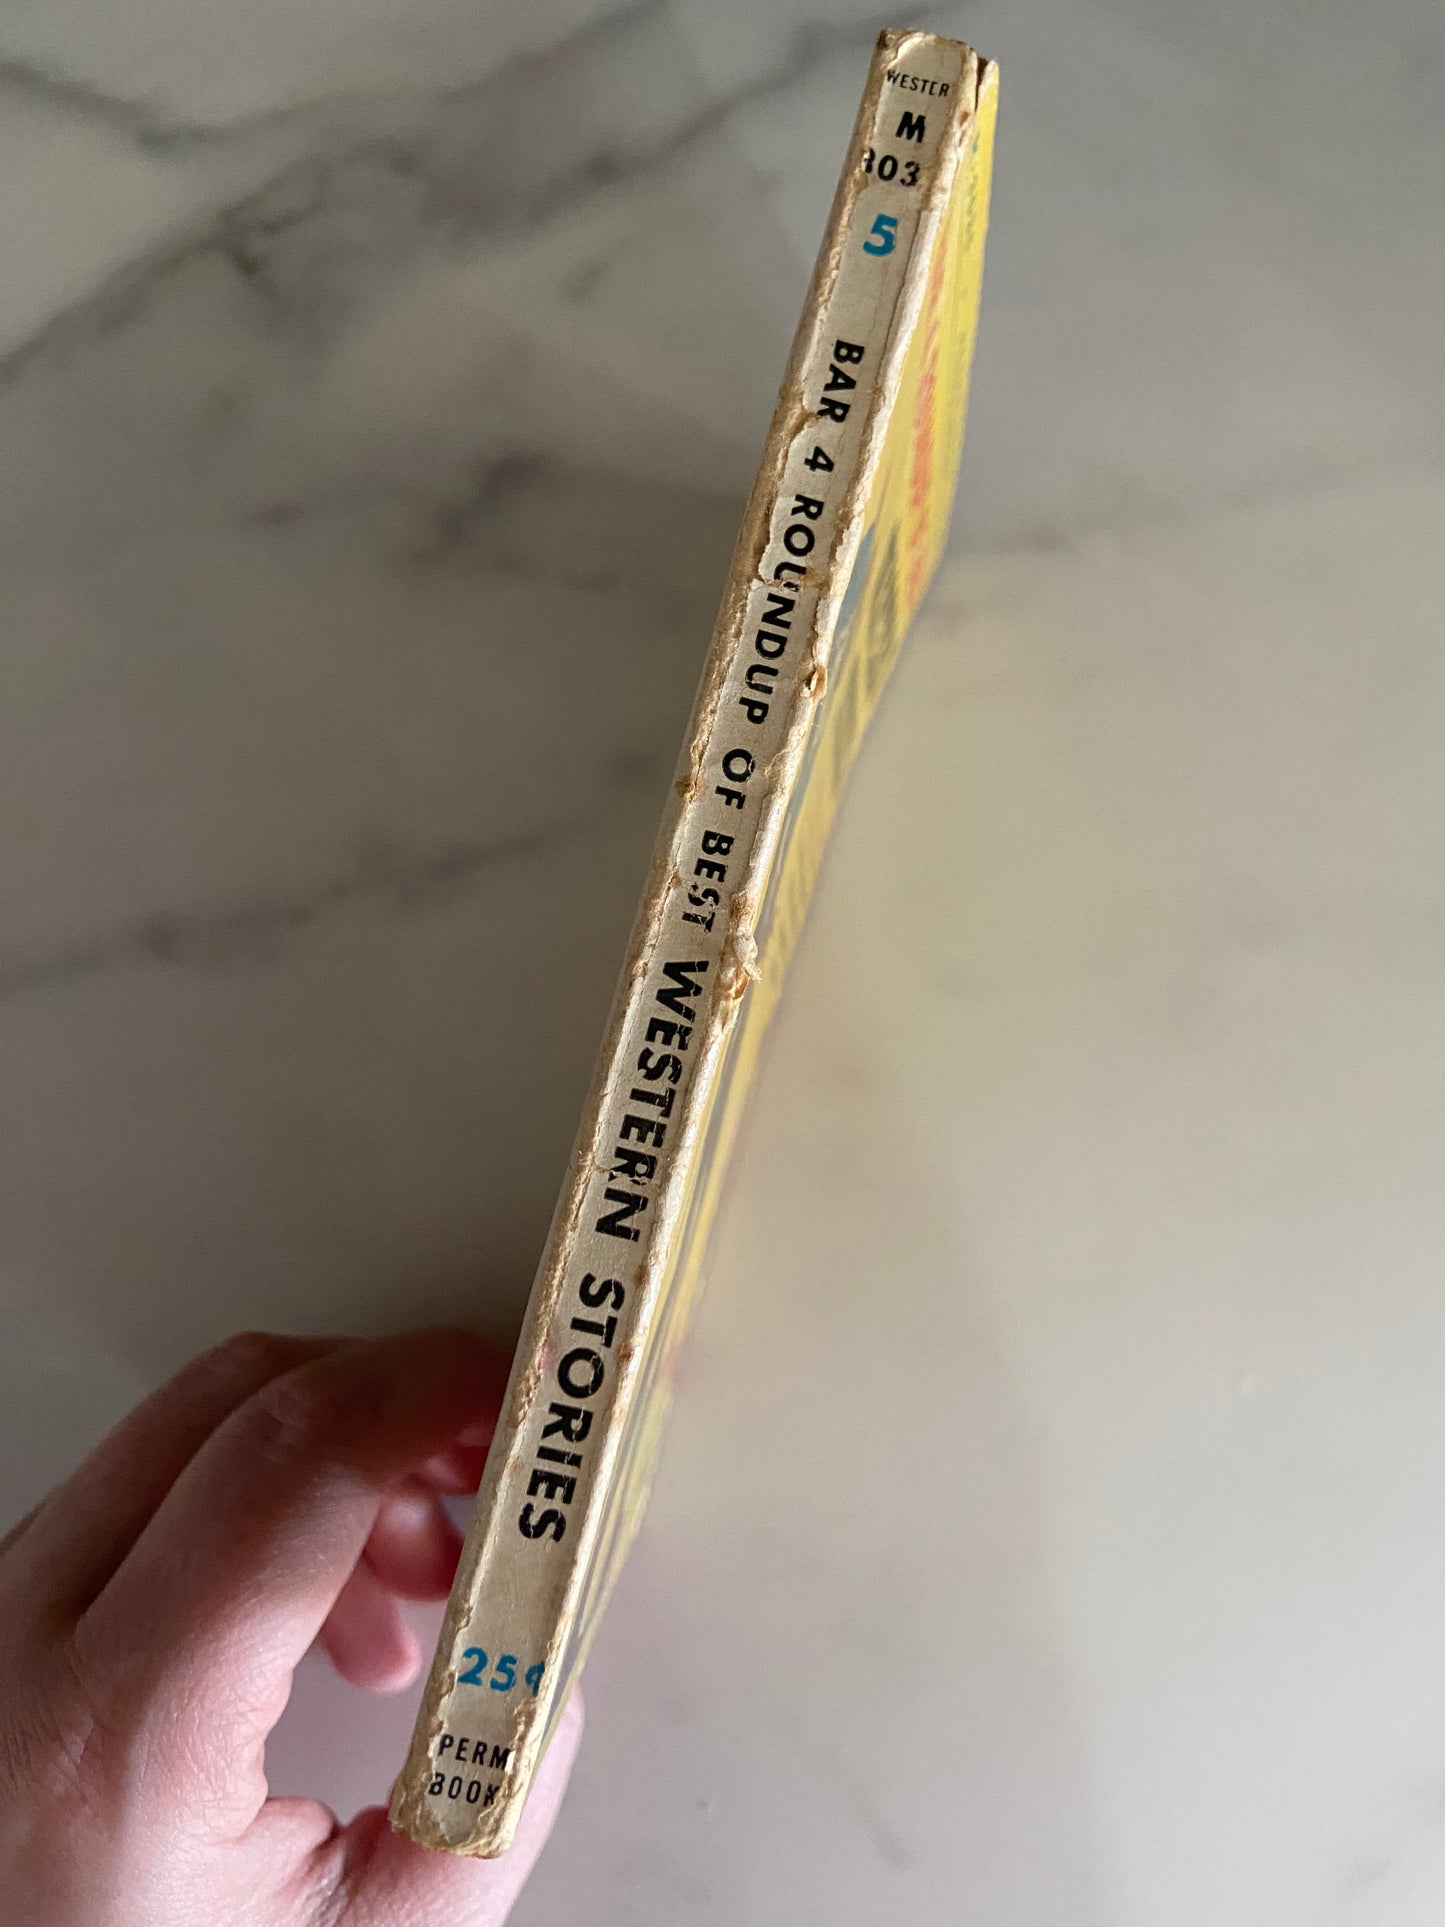 WESTER
M
303
5
BAR 4 ROUNDUP OF BEST WESTERN STORIES
25¢
PERM
BOOK